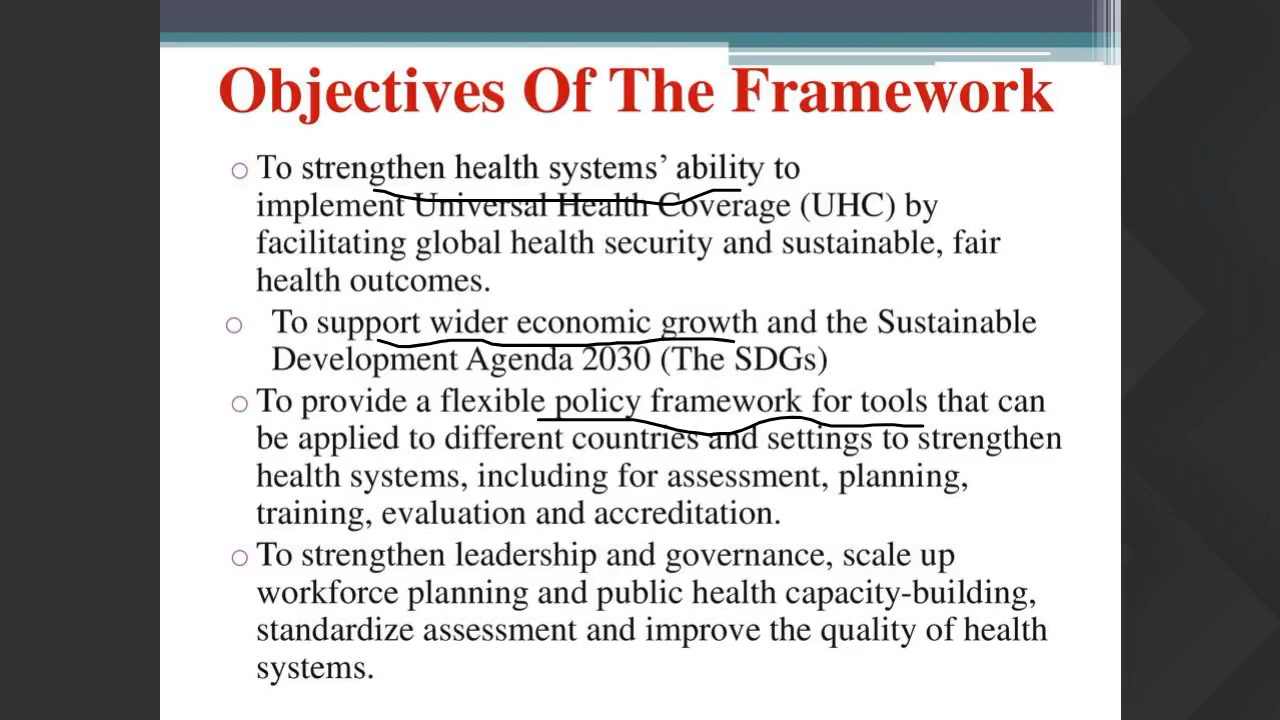 Objectives Of The Framework
○ To strengthen health systems’ ability to
implement Universal Health Coverage (UHC) by
facilitating global health security and sustainable, fair
health outcomes.
○ To support wider economic growth and the Sustainable
Development Agenda 2030 (The SDGs)
○ To provide a flexible policy framework for tools that can
be applied to different countries and settings to strengthen
health systems, including for assessment, planning,
training, evaluation and accreditation.
○ To strengthen leadership and governance, scale up
workforce planning and public health capacity-building,
standardize assessment and improve the quality of health
systems.